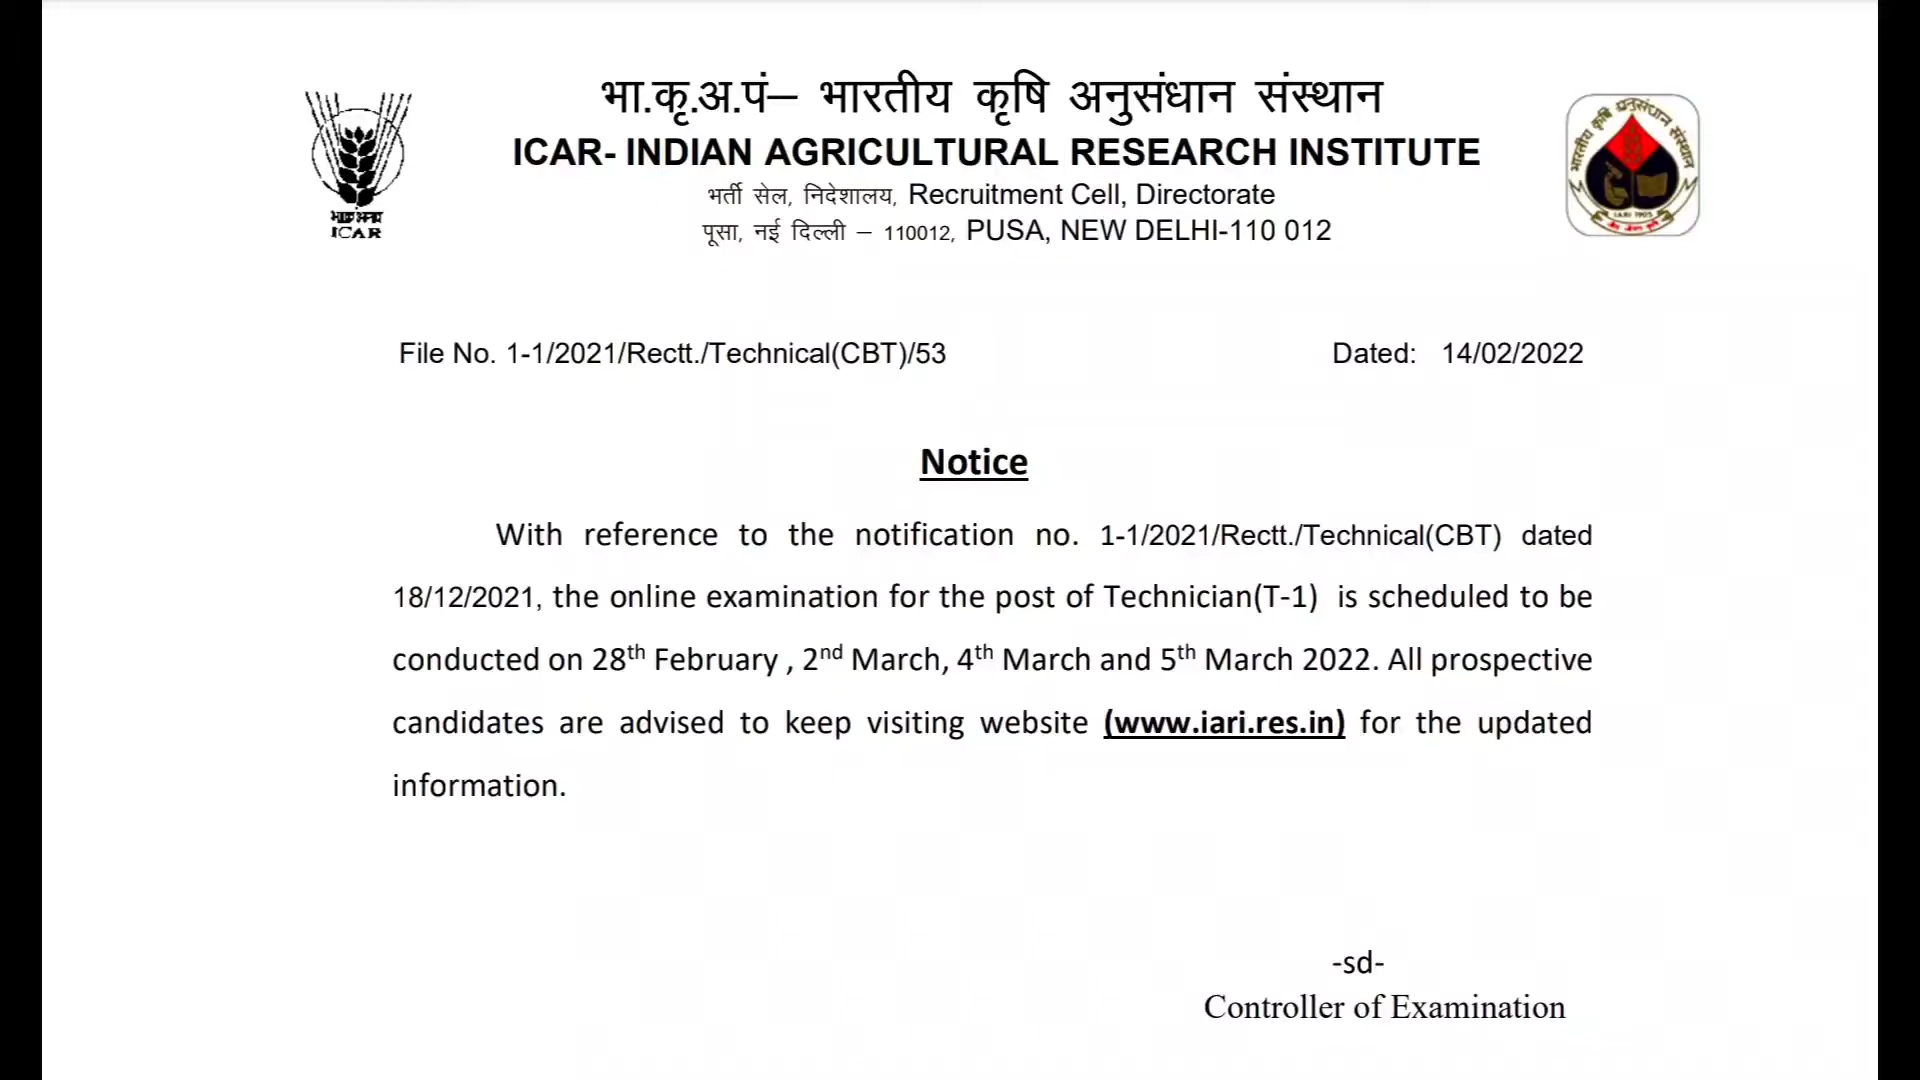 भा.कृ.अ.पं– भारतीय कृषि अनुसंधान संस्थान
ICAR- INDIAN AGRICULTURAL RESEARCH INSTITUTE
भर्ती सेल, निदेशालय, Recruitment Cell, Directorate
पूसा, नई दिल्ली – 110012, PUSA, NEW DELHI-110 012
ICAR
भारतीय कृषि अनुसंधान संस्थान
I.A.R.I 1905
File No. 1-1/2021/Rectt./Technical(CBT)/53 Dated: 14/02/2022
Notice
With reference to the notification no. 1-1/2021/Rectt./Technical(CBT) dated
18/12/2021, the online examination for the post of Technician(T-1) is scheduled to be
conducted on 28th February , 2nd March, 4th March and 5th March 2022. All prospective
candidates are advised to keep visiting website (www.iari.res.in) for the updated
information.
-sd-
Controller of Examination